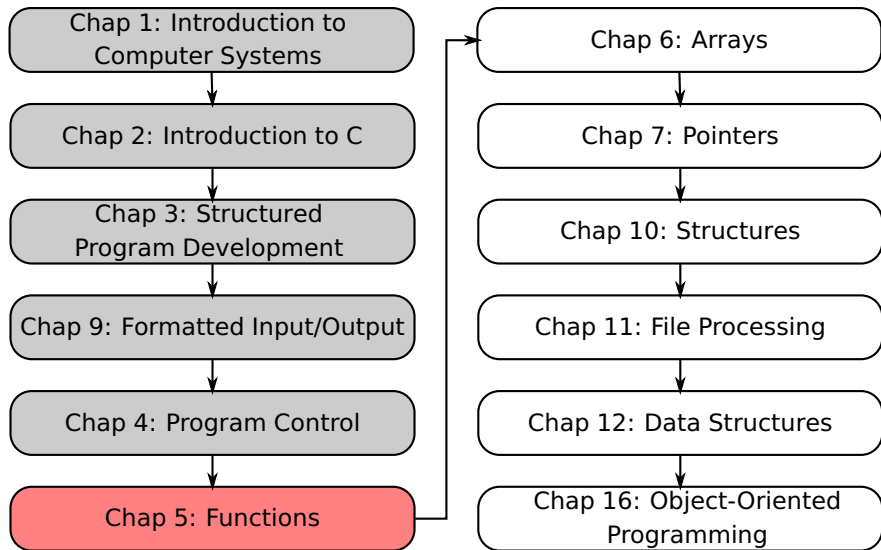 Chap 1: Introduction to
Computer Systems
Chap 2: Introduction to C
Chap 3: Structured
Program Development
Chap 9: Formatted Input/Output
Chap 4: Program Control
Chap 5: Functions
Chap 6: Arrays
Chap 7: Pointers
Chap 10: Structures
Chap 11: File Processing
Chap 12: Data Structures
Chap 16: Object-Oriented
Programming